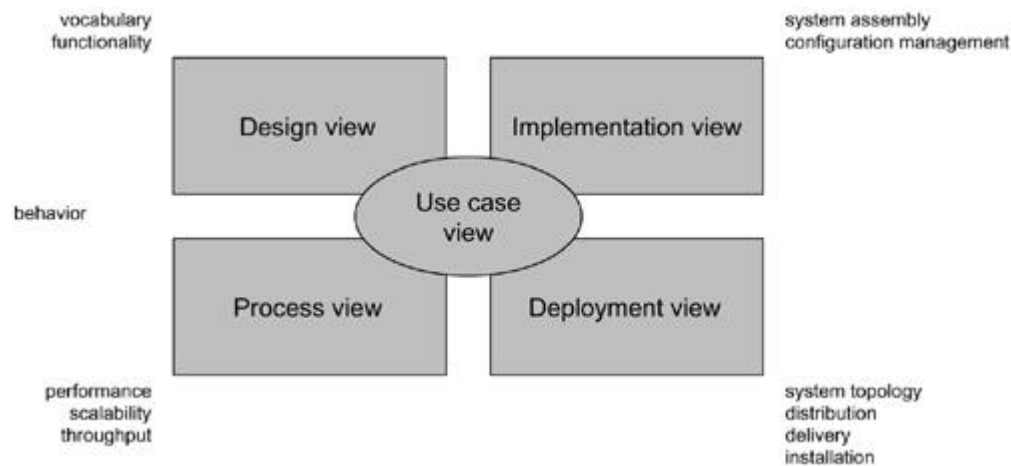 vocabulary
functionality
system assembly
configuration management
Design view
Implementation view
Use case
view
behavior
Process view
Deployment view
performance
scalability
throughput
system topology
distribution
delivery
installation